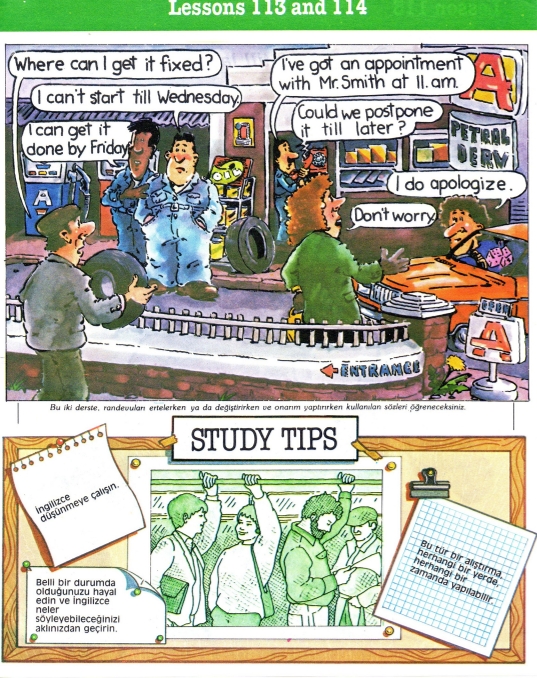 Lessons 113 and 114
Where can I get it fixed?
I've got an appointment
with Mr. Smith at 11. am.
I can't start till Wednesday
Could we postpone
it till later?
I can get it
done by Friday
A
PETROL
DERV
I do apologize.
Don't worry.
A
OPEN
A
ENTRANCE
Bu iki derste, randevuları ertelerken ya da değiştirirken ve onarım yaptırırken kullanılan sözleri öğreneceksiniz.
STUDY TIPS
İngilizce
düşünmeye çalışın.
Belli bir durumda
olduğunuzu hayal
edin ve İngilizce
neler
söyleyebileceğinizi
aklınızdan geçirin.
Bu tür bir alıştırma,
herhangi bir yerde,
herhangi bir
zamanda yapılabilir.